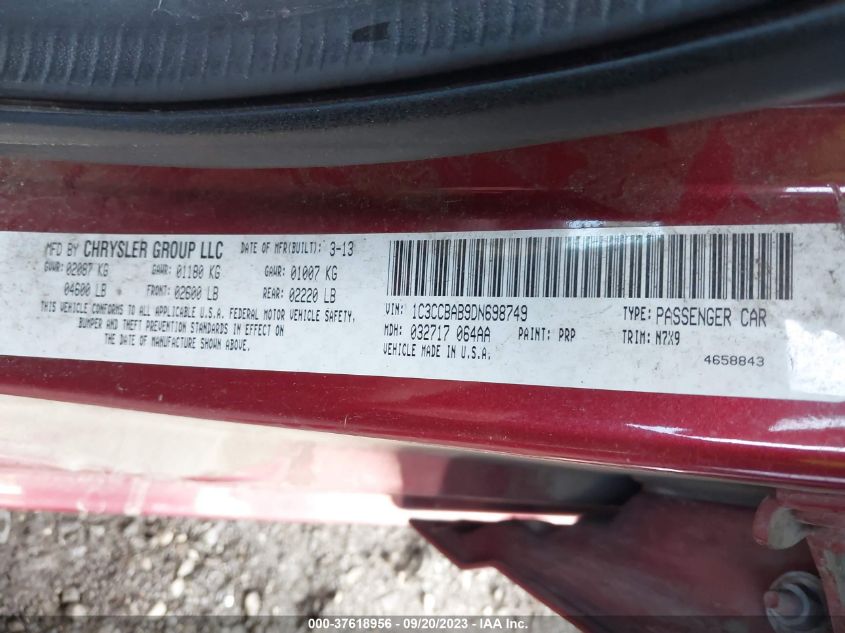 MFD BY CHRYSLER GROUP LLC DATE OF MFR(BUILT): 3-13
GVWR: 02087 KG GAWR: 01180 KG GAWR: 01007 KG
04600 LB FRONT: 02600 LB REAR: 02220 LB
THIS VEHICLE CONFORMS TO ALL APPLICABLE U.S.A. FEDERAL MOTOR VEHICLE SAFETY,
BUMPER AND THEFT PREVENTION STANDARDS IN EFFECT ON
THE DATE OF MANUFACTURE SHOWN ABOVE.
VIN: 1C3CCBAB9DN698749 TYPE: PASSENGER CAR
MDH: 032717 064AA PAINT: PRP TRIM: N7X9
VEHICLE MADE IN U.S.A.
4658843
000-37618956 - 09/20/2023 - IAAI.COM